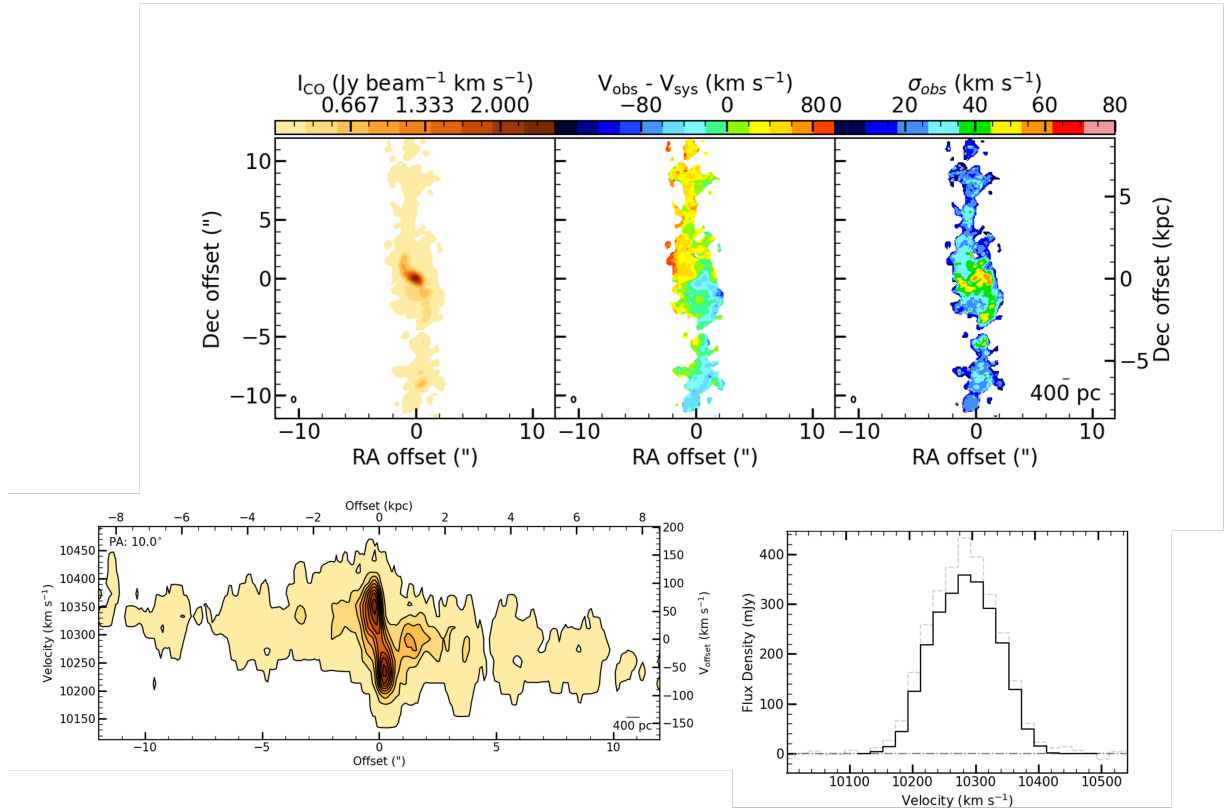 I_CO (Jy beam⁻¹ km s⁻¹) V_obs - V_sys (km s⁻¹) σ_obs (km s⁻¹)
0.667 1.333 2.000 −80 0 80 0 20 40 60 80
10
5
0
−5
−10
Dec offset (")
5
0
−5
Dec offset (kpc)
400 pc
−10 0 10 −10 0 10 −10 0 10
RA offset (") RA offset (") RA offset (")
Offset (kpc)
−8 −6 −4 −2 0 2 4 6 8
PA: 10.0°
10450
10400
10350
10300
10250
10200
10150
Velocity (km s⁻¹)
200
150
100
50
0
−50
−100
−150
V_offset (km s⁻¹)
400 pc
−10 −5 0 5 10
Offset (")
400
300
200
100
0
Flux Density (mJy)
10100 10200 10300 10400 10500
Velocity (km s⁻¹)